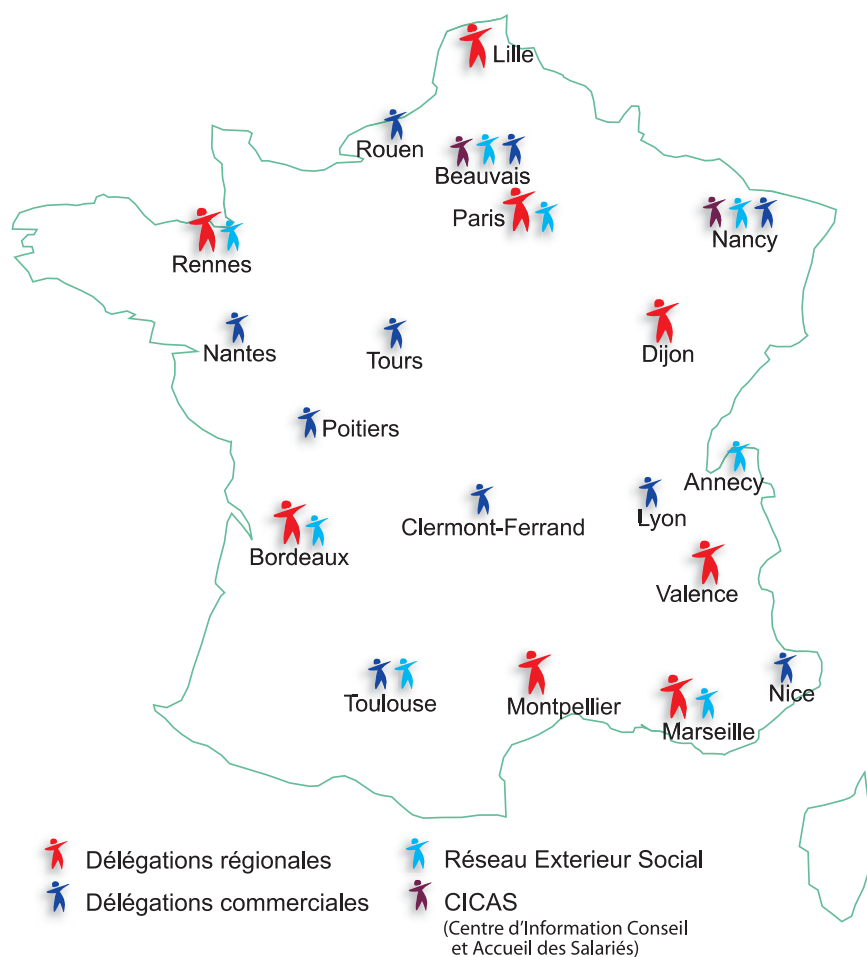 Lille
Rouen
Beauvais
Paris
Nancy
Rennes
Nantes
Tours
Dijon
Poitiers
Annecy
Clermont-Ferrand
Lyon
Bordeaux
Valence
Toulouse
Montpellier
Marseille
Nice
Délégations régionales
Délégations commerciales
Réseau Exterieur Social
CICAS
(Centre d'Information Conseil
et Accueil des Salariés)